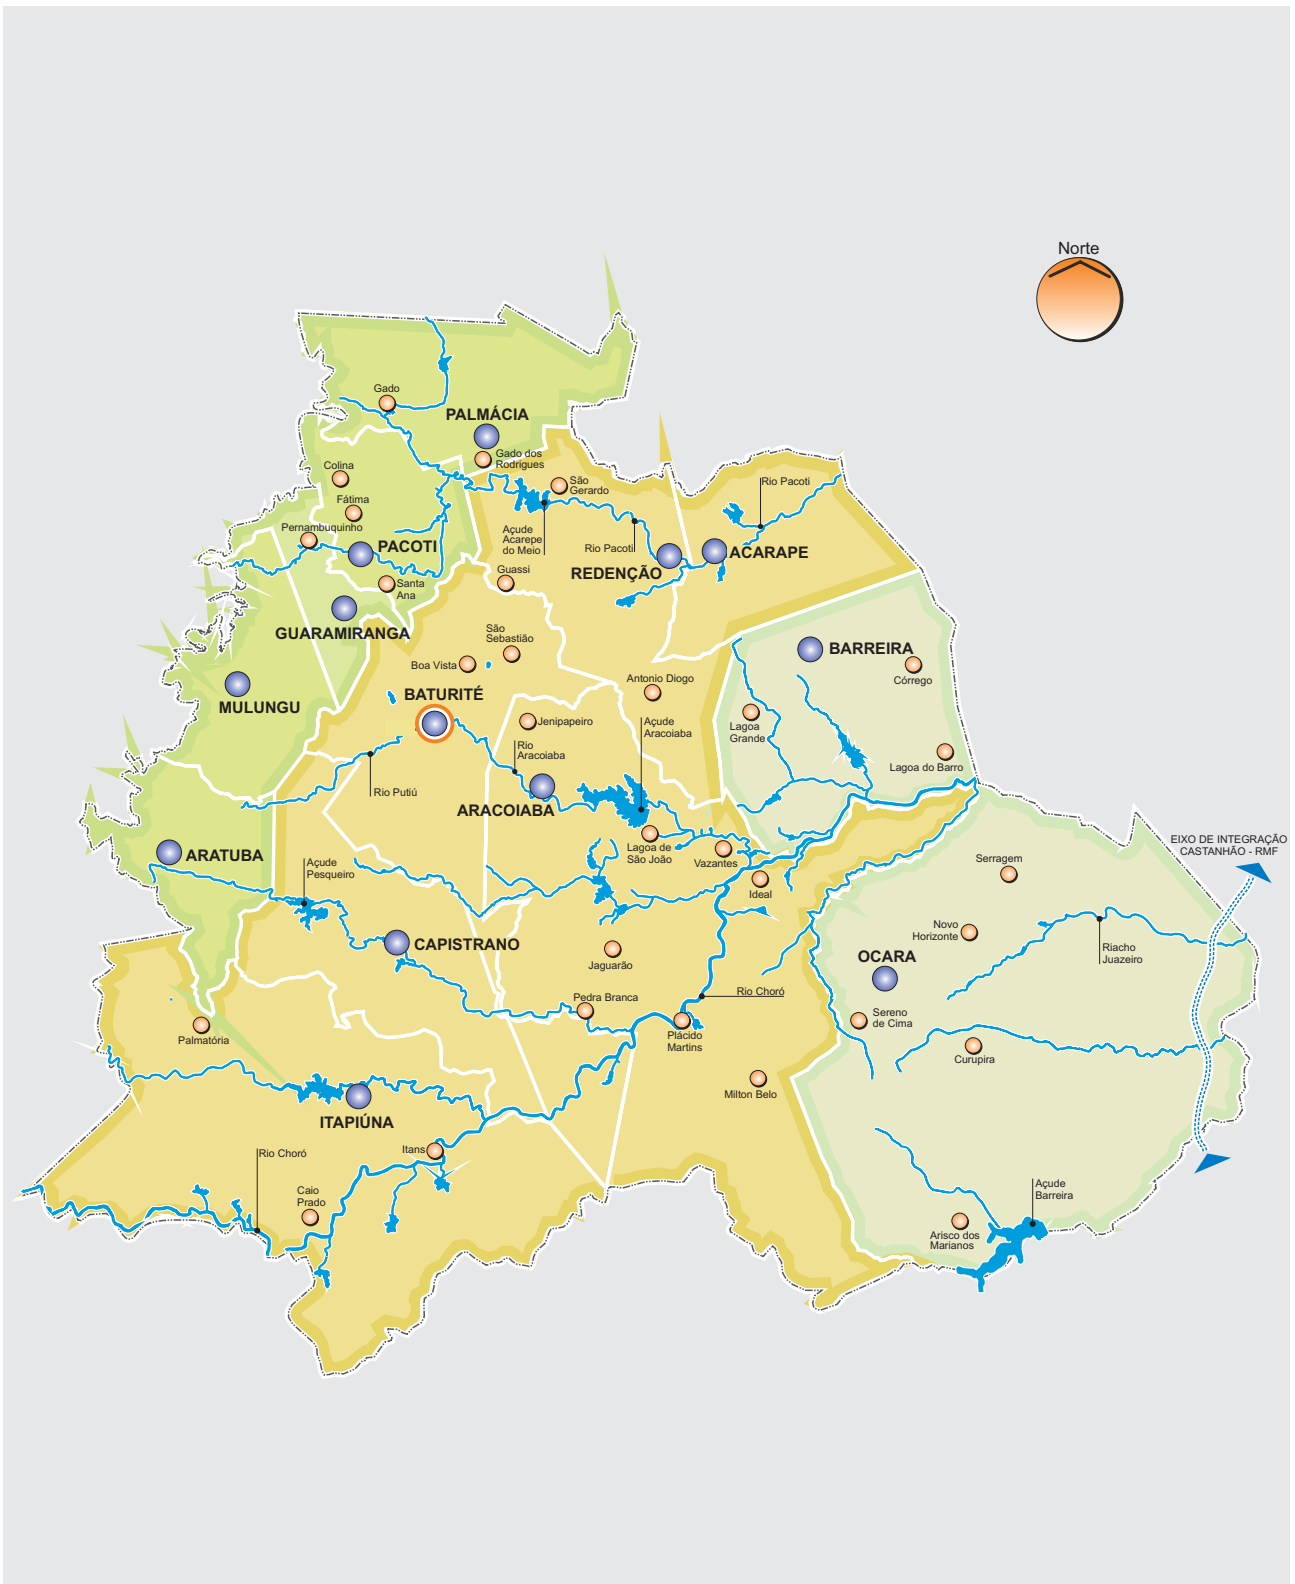 Norte
Gado
PALMÁCIA
Gado dos
Rodrigues
Colina
São
Gerardo
Rio Pacoti
Fátima
Pernambuquinho
Açude
Acarepe
do Meio
PACOTI
Rio Pacoti
ACARAPE
REDENÇÃO
Guassi
Santa
Ana
GUARAMIRANGA
São
Sebastião
BARREIRA
Boa Vista
Córrego
Antonio Diogo
BATURITÉ
MULUNGU
Jenipapeiro
Açude
Aracoiaba
Lagoa
Grande
Rio
Aracoiaba
Lagoa do Barro
Rio Putiú
ARACOIABA
EIXO DE INTEGRAÇÃO
CASTANHÃO - RMF
Lagoa de
São João
ARATUBA
Açude
Pesqueiro
Vazantes
Serragem
Ideal
Novo
Horizonte
CAPISTRANO
Riacho
Juazeiro
OCARA
Jaguarão
Rio Choró
Pedra Branca
Sereno
de Cima
Palmatória
Plácido
Martins
Curupira
Milton Belo
ITAPIÚNA
Itans
Rio Choró
Açude
Barreira
Caio
Prado
Arisco dos
Marianos